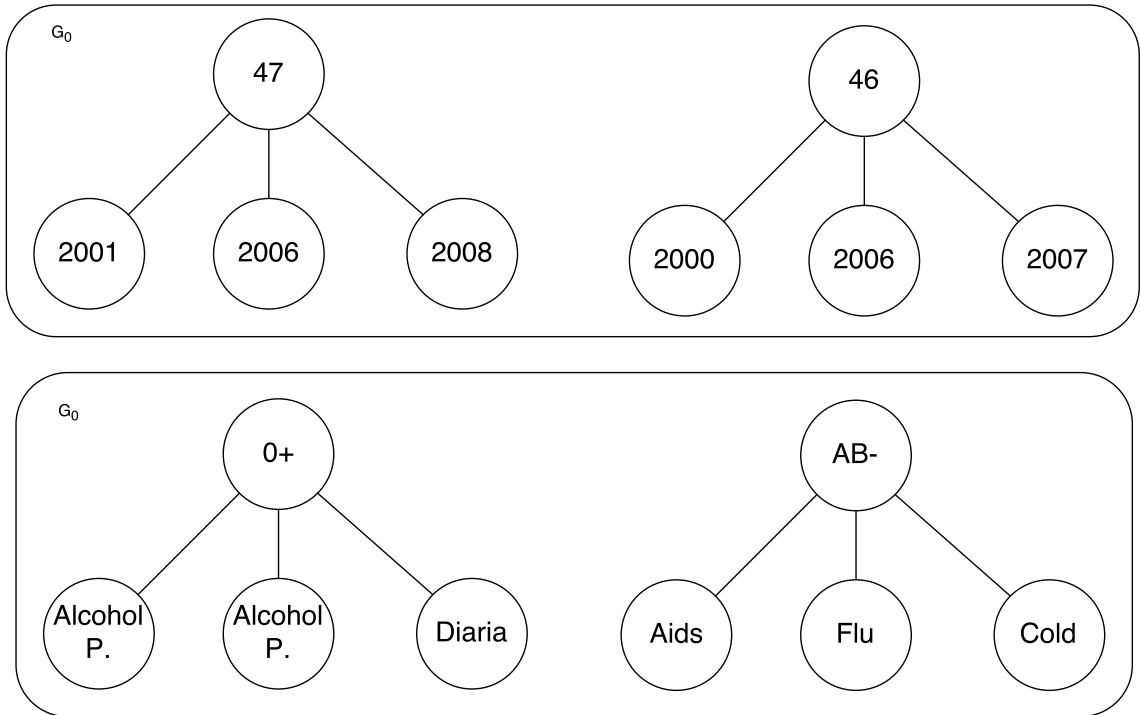 G0
47
46
2001
2006
2008
2000
2006
2007
G0
0+
AB-
Alcohol
P.
Alcohol
P.
Diaria
Aids
Flu
Cold